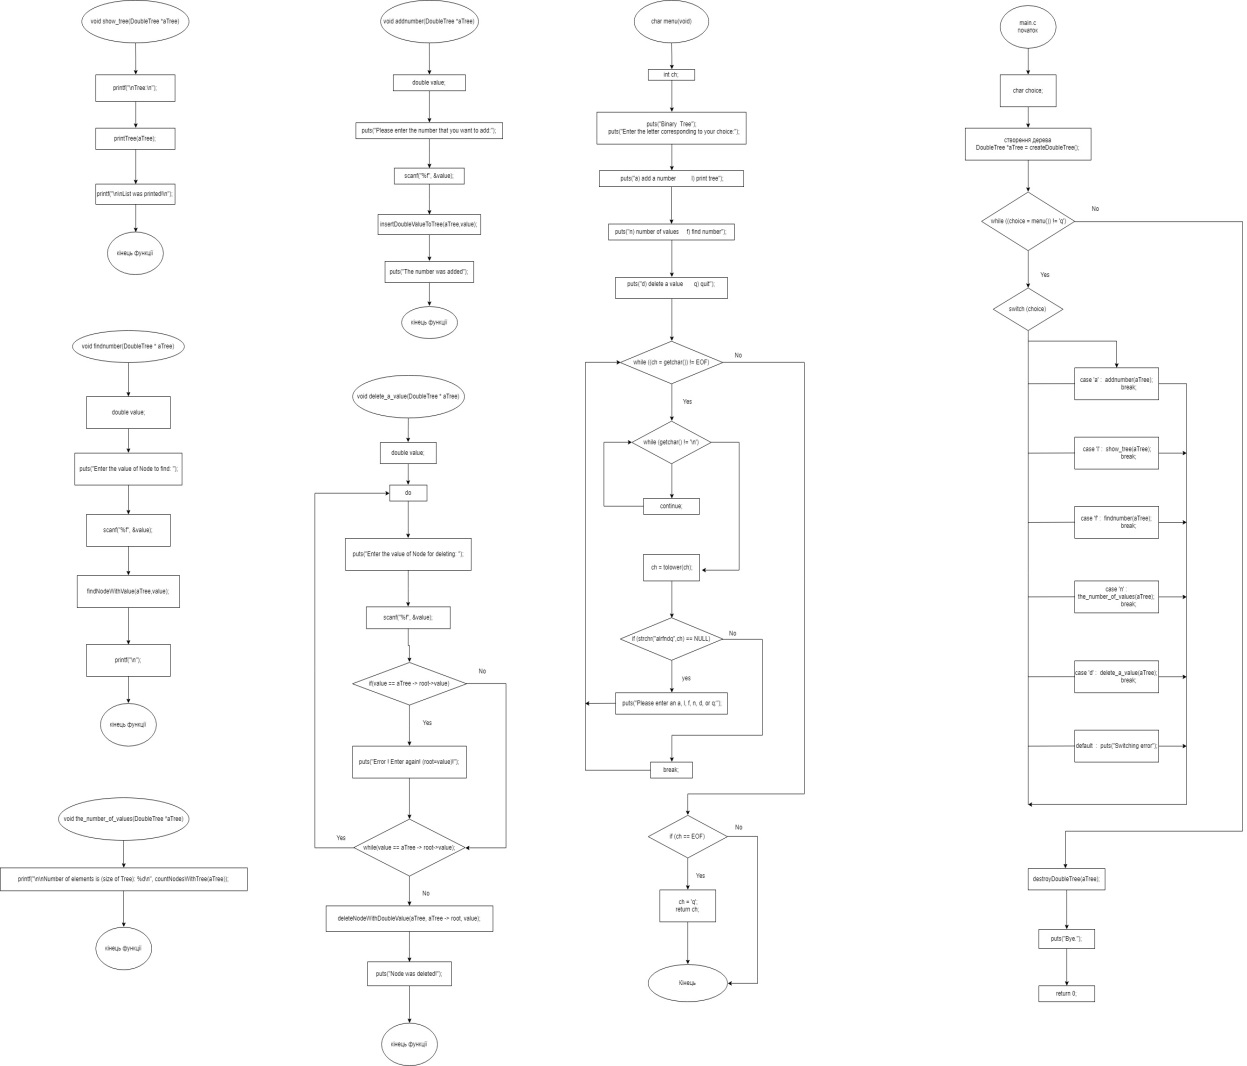 void show_tree(DoubleTree *aTree)
printf("\nTree:\n");
printTree(aTree);
printf("\n\nList was printed!\n");
кінець функції
void findnumber(DoubleTree * aTree)
double value;
puts("Enter the value of Node to find: ");
scanf("%f", &value);
findNodeWithValue(aTree,value);
printf("\n");
кінець функції
void the_number_of_values(DoubleTree *aTree)
printf("\n\nNumber of elements is (size of Tree): %d\n", countNodesWithTree(aTree));
кінець функції
void addnumber(DoubleTree *aTree)
double value;
puts("Please enter the number that you want to add:");
scanf("%f", &value);
insertDoubleValueToTree(aTree,value);
puts("The number was added");
кінець функції
void delete_a_value(DoubleTree * aTree)
double value;
do
puts("Enter the value of Node for deleting: ");
scanf("%f", &value);
if(value == aTree -> root->value)
No
Yes
puts("Error ! Enter again! (root=value)!");
while(value == aTree -> root->value);
Yes
No
deleteNodeWithDoubleValue(aTree, aTree -> root, value);
puts("Node was deleted!");
кінець функції
char menu(void)
int ch;
puts("Binary  Tree");
puts("Enter the letter corresponding to your choice:");
puts("a) add a number          l) print tree");
puts("n) number of values     f) find number");
puts("d) delete a value       q) quit");
while ((ch = getchar()) != EOF)
No
Yes
while (getchar() != '\n')
continue;
ch = tolower(ch);
if (strchr("alrfndq",ch) == NULL)
No
yes
puts("Please enter an a, l, f, n, d, or q:");
break;
if (ch == EOF)
No
Yes
ch = 'q';
return ch;
Кінець
main.c
початок
char choice;
створення дерева
DoubleTree *aTree = createDoubleTree();
while ((choice = menu()) != 'q')
No
Yes
switch (choice)
case 'a' :  addnumber(aTree);
break;
case 'l' :  show_tree(aTree);
break;
case 'f' :  findnumber(aTree);
break;
case 'n' :
the_number_of_values(aTree);
break;
case 'd' :  delete_a_value(aTree);
break;
default  :  puts("Switching error");
destroyDoubleTree(aTree);
puts("Bye.");
return 0;